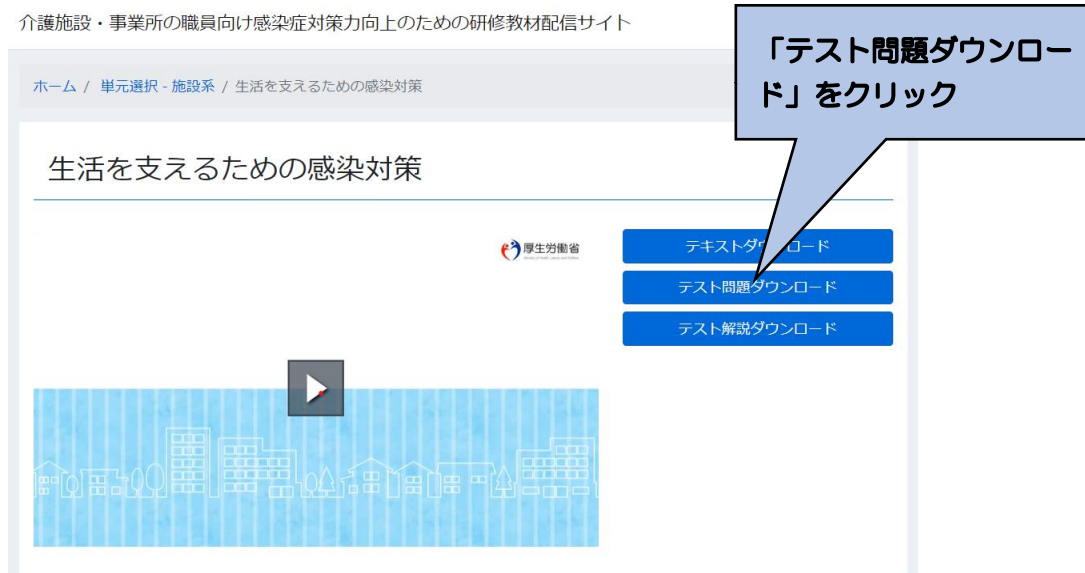 介護施設・事業所の職員向け感染症対策力向上のための研修教材配信サイト
「テスト問題ダウンロー
ド」をクリック
ホーム / 単元選択 - 施設系 / 生活を支えるための感染対策
生活を支えるための感染対策
厚生労働省
テキストダウンロード
テスト問題ダウンロード
テスト解説ダウンロード